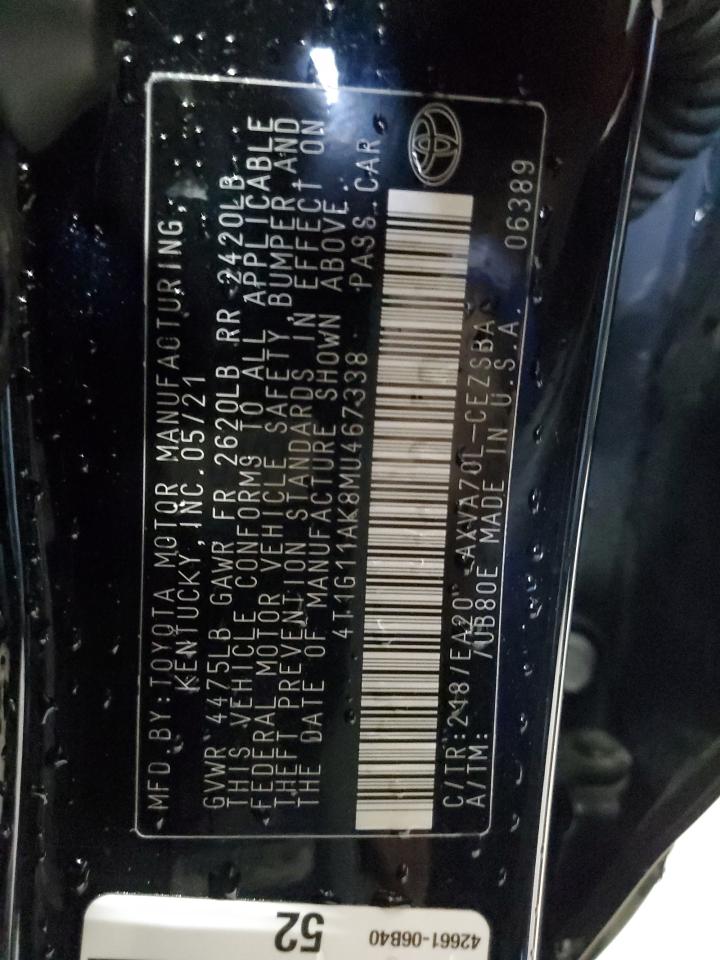 MFD.BY:TOYOTA MOTOR MANUFACTURING,
KENTUCKY,INC.05/21
GVWR 4475LB GAWR FR 2620LB RR 2420LB
THIS VEHICLE CONFORMS TO ALL APPLICABLE
FEDERAL MOTOR VEHICLE SAFETY, BUMPER AND
THEFT PREVENTION STANDARDS IN EFFECT ON
THE DATE OF MANUFACTURE SHOWN ABOVE.
4T1G11AK8MU467338 PASS. CAR
C/TR:218/EA20 AXVA70L-CEZSBA
A/TM: /UB80E MADE IN U.S.A. 06389
52
42661-06B40